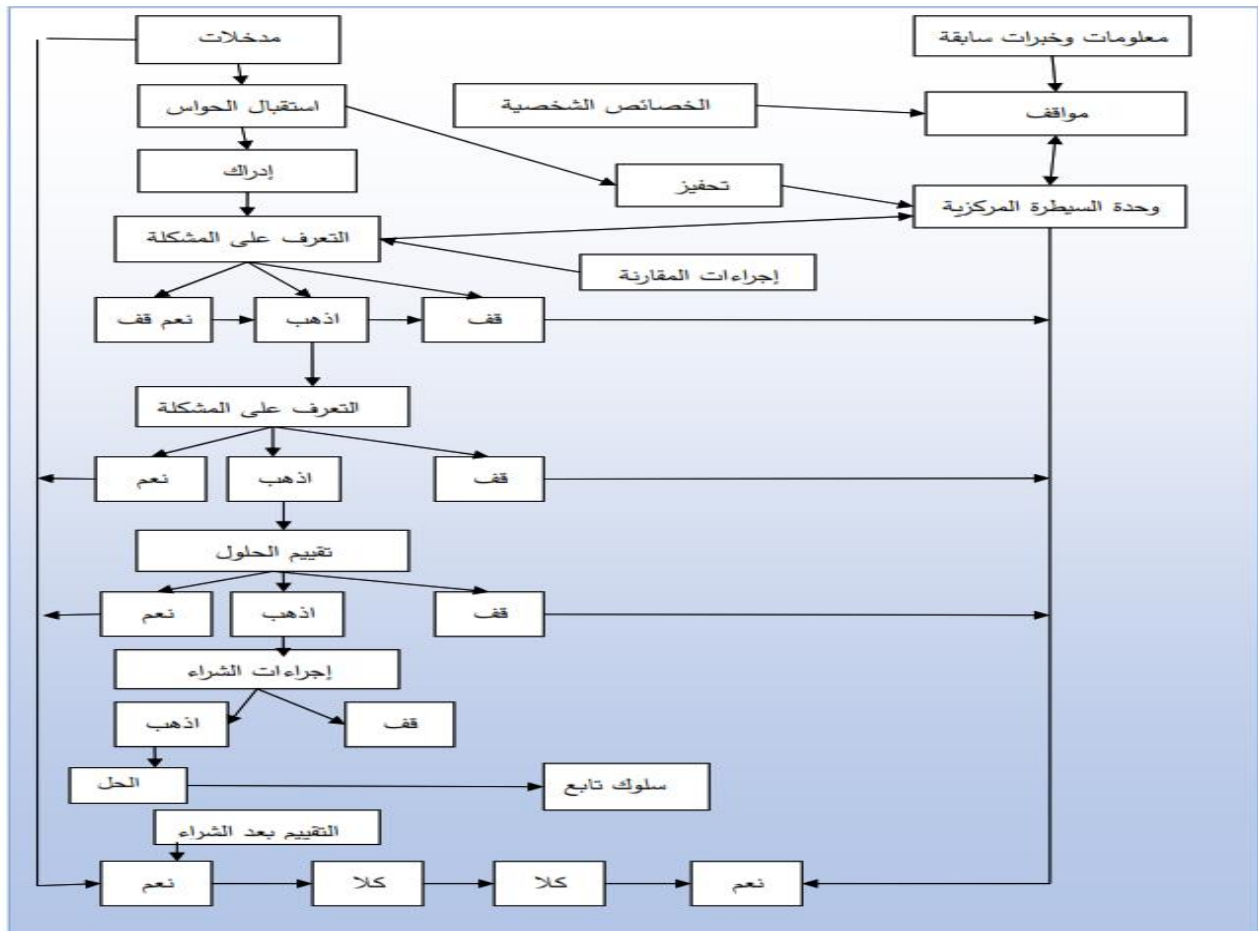 مدخلات
معلومات وخبرات سابقة
استقبال الحواس
الخصائص الشخصية
مواقف
إدراك
تحفيز
وحدة السيطرة المركزية
التعرف على المشكلة
إجراءات المقارنة
نعم قف
اذهب
قف
التعرف على المشكلة
نعم
اذهب
قف
تقييم الحلول
نعم
اذهب
قف
إجراءات الشراء
اذهب
قف
الحل
سلوك تابع
التقييم بعد الشراء
نعم
كلا
كلا
نعم